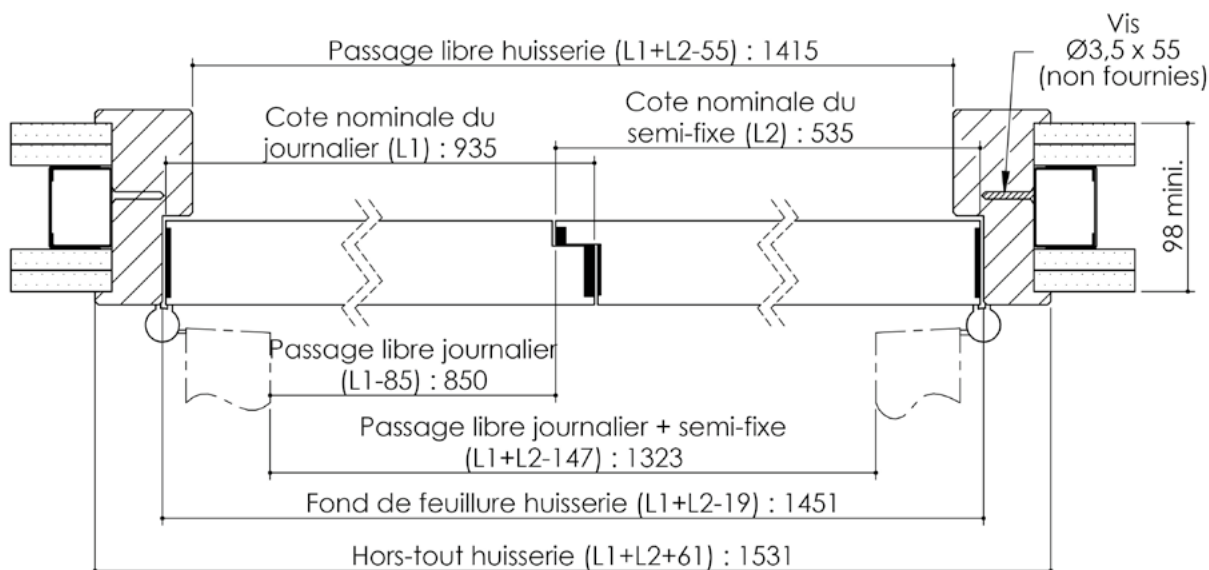 Vis
Ø3,5 x 55
(non fournies)
Passage libre huisserie (L1+L2-55) : 1415
Cote nominale du
journalier (L1) : 935
Cote nominale du
semi-fixe (L2) : 535
98 mini.
Passage libre journalier
(L1-85) : 850
Passage libre journalier + semi-fixe
(L1+L2-147) : 1323
Fond de feuillure huisserie (L1+L2-19) : 1451
Hors-tout huisserie (L1+L2+61) : 1531